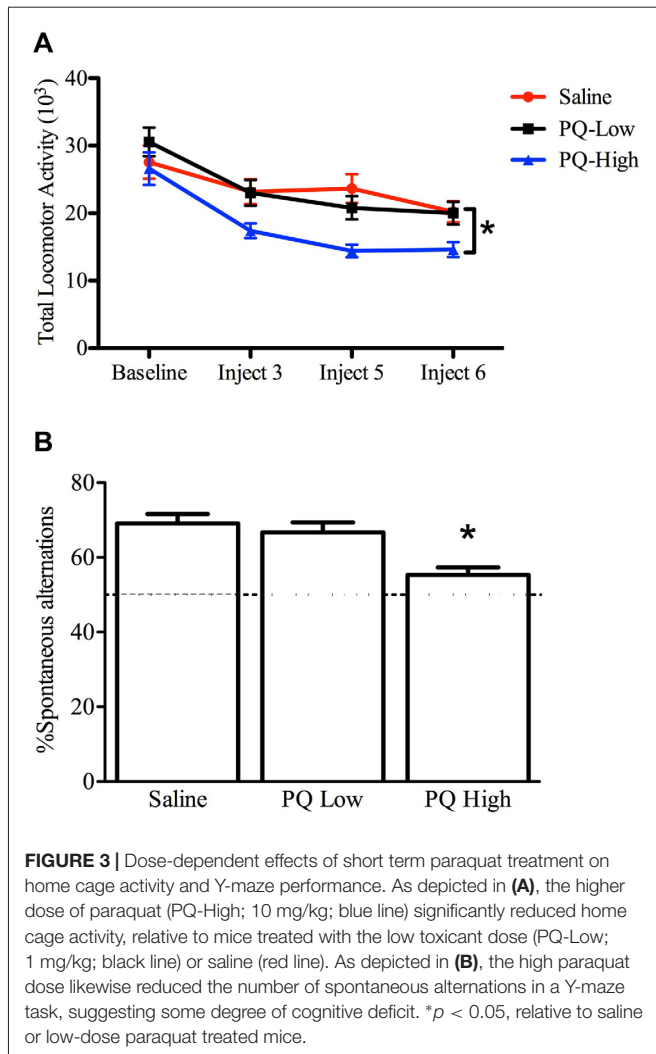 A
Total Locomotor Activity (10³)
40
30
20
10
0
Baseline Inject 3 Inject 5 Inject 6
Saline
PQ-Low
PQ-High
*
B
%Spontaneous alternations
80
60
40
20
0
*
Saline PQ Low PQ High
FIGURE 3 | Dose-dependent effects of short term paraquat treatment on
home cage activity and Y-maze performance. As depicted in (A), the higher
dose of paraquat (PQ-High; 10 mg/kg; blue line) significantly reduced home
cage activity, relative to mice treated with the low toxicant dose (PQ-Low;
1 mg/kg; black line) or saline (red line). As depicted in (B), the high paraquat
dose likewise reduced the number of spontaneous alternations in a Y-maze
task, suggesting some degree of cognitive deficit. *p < 0.05, relative to saline
or low-dose paraquat treated mice.